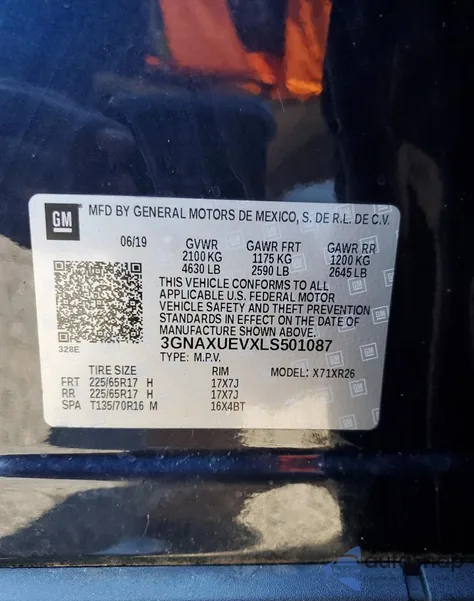 GM MFD BY GENERAL MOTORS DE MEXICO, S. DE R.L. DE C.V.
06/19 GVWR GAWR FRT GAWR RR
2100 KG 1175 KG 1200 KG
4630 LB 2590 LB 2645 LB
THIS VEHICLE CONFORMS TO ALL
APPLICABLE U.S. FEDERAL MOTOR
VEHICLE SAFETY AND THEFT PREVENTION
STANDARDS IN EFFECT ON THE DATE OF
MANUFACTURE SHOWN ABOVE.
328E 3GNAXUEVXLS501087
TYPE: M.P.V.
TIRE SIZE RIM MODEL: X71XR26
FRT 225/65R17 H 17X7J
RR 225/65R17 H 17X7J
SPA T135/70R16 M 16X4BT